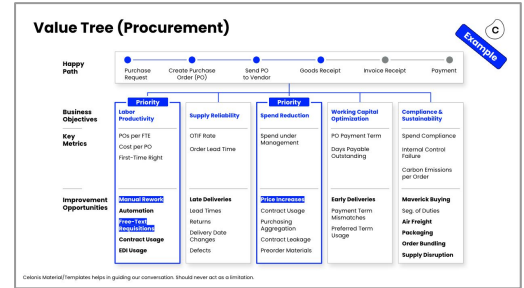 Value Tree (Procurement)
Example
C
Happy
Path
Purchase
Request
Create Purchase
Order (PO)
Send PO
to Vendor
Goods Receipt
Invoice Receipt
Payment
Business
Objectives
Priority
Labor
Productivity
Supply Reliability
Priority
Spend Reduction
Working Capital
Optimization
Compliance &
Sustainability
Key
Metrics
POs per FTE
Cost per PO
First-Time Right
OTIF Rate
Order Lead Time
Spend under
Management
PO Payment Term
Days Payable
Outstanding
Spend Compliance
Internal Control
Failure
Carbon Emissions
per Order
Improvement
Opportunities
Manual Rework
Automation
Free-Text
Requisitions
Contract Usage
EDI Usage
Late Deliveries
Lead Times
Returns
Delivery Date
Changes
Defects
Price Increases
Contract Usage
Purchasing
Aggregation
Contract Leakage
Preorder Materials
Early Deliveries
Payment Term
Mismatches
Preferred Term
Usage
Maverick Buying
Seg. of Duties
Air Freight
Packaging
Order Bundling
Supply Disruption
Celonis Material/Templates helps in guiding our conversation. Should never act as a limitation.